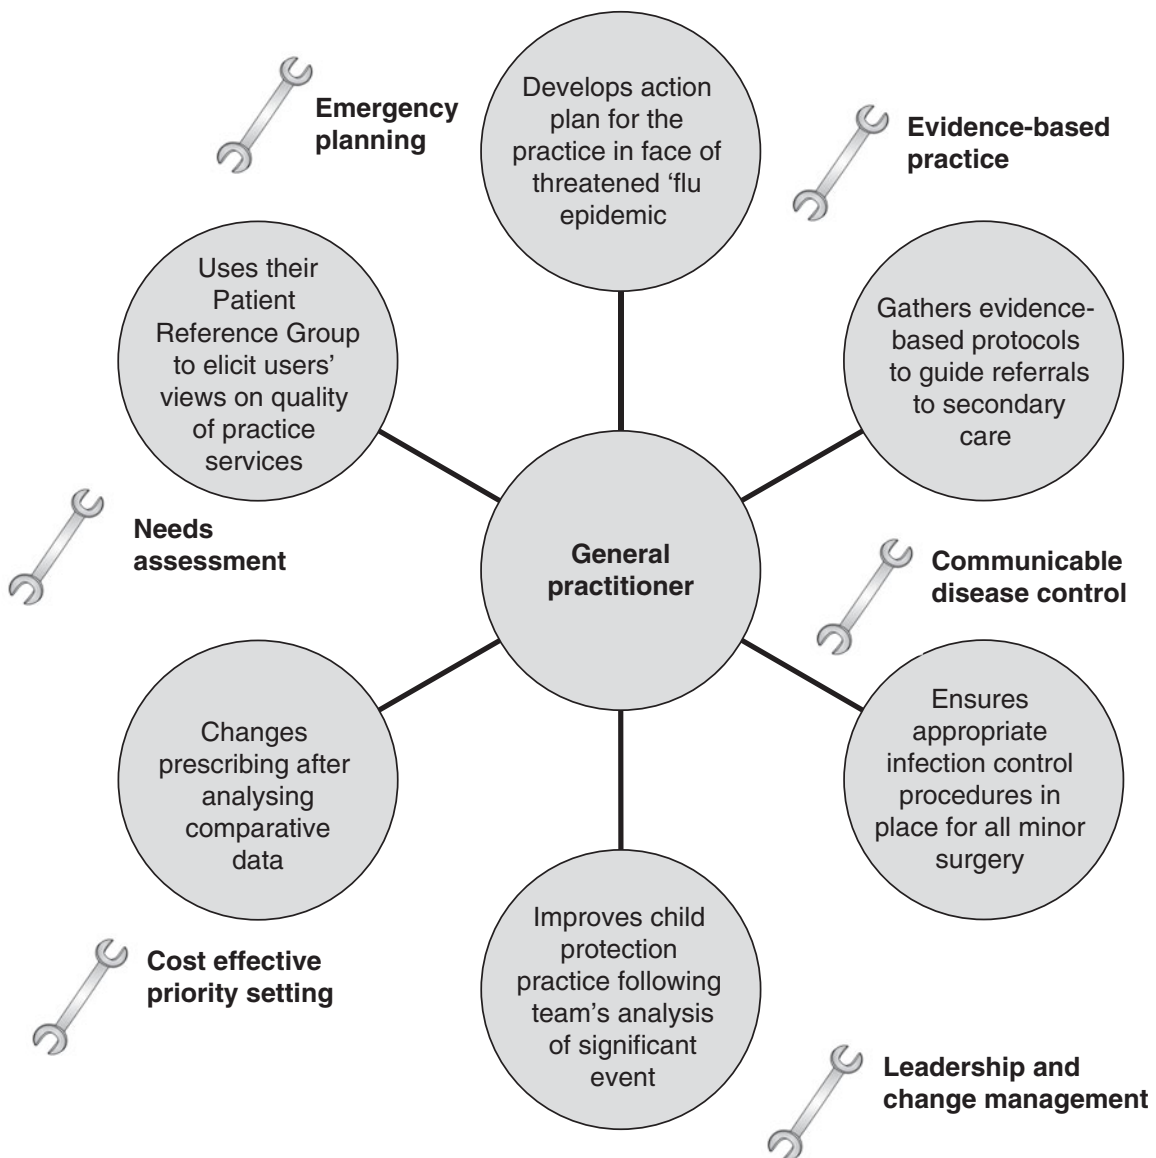 Emergency
planning
Develops action
plan for the
practice in face of
threatened ‘flu
epidemic
Evidence-based
practice
Uses their
Patient
Reference Group
to elicit users’
views on quality
of practice
services
Gathers evidence-
based protocols
to guide referrals
to secondary
care
Needs
assessment
General
practitioner
Communicable
disease control
Changes
prescribing after
analysing
comparative
data
Ensures
appropriate
infection control
procedures in
place for all minor
surgery
Cost effective
priority setting
Improves child
protection
practice following
team’s analysis
of significant
event
Leadership and
change management